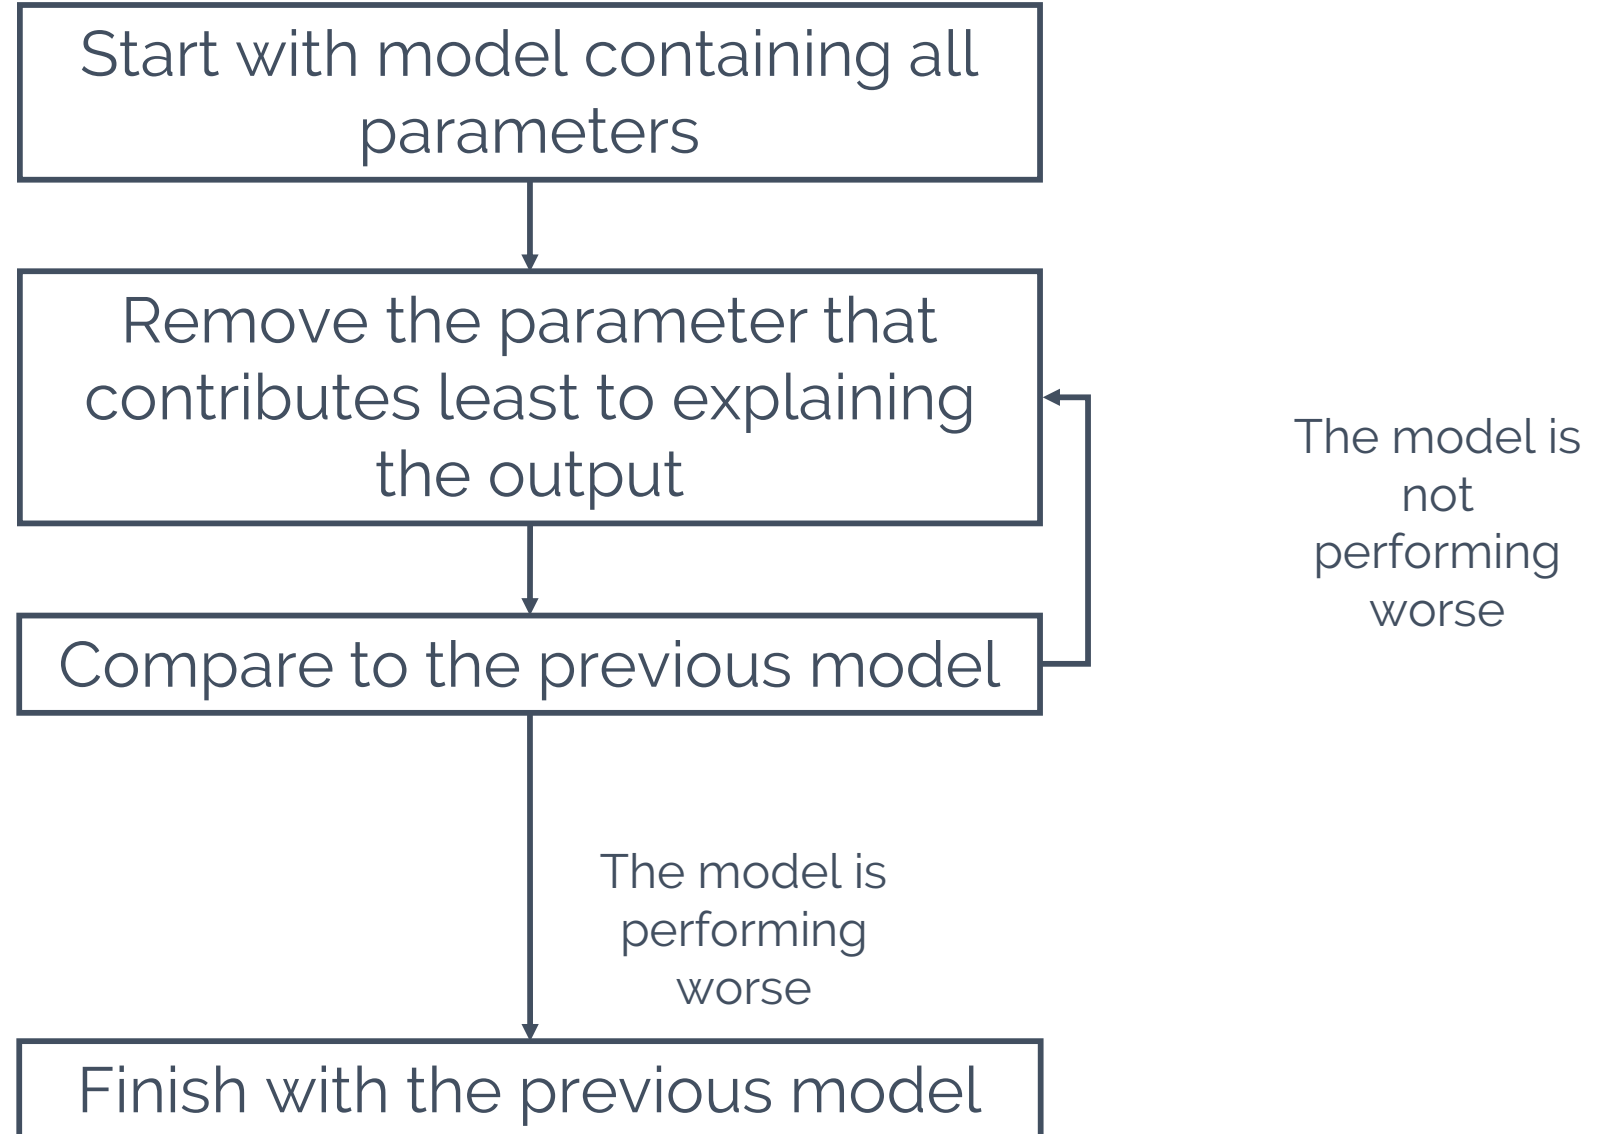 Start with model containing all
parameters
Remove the parameter that
contributes least to explaining
the output
The model is
not
performing
worse
Compare to the previous model
The model is
performing
worse
Finish with the previous model